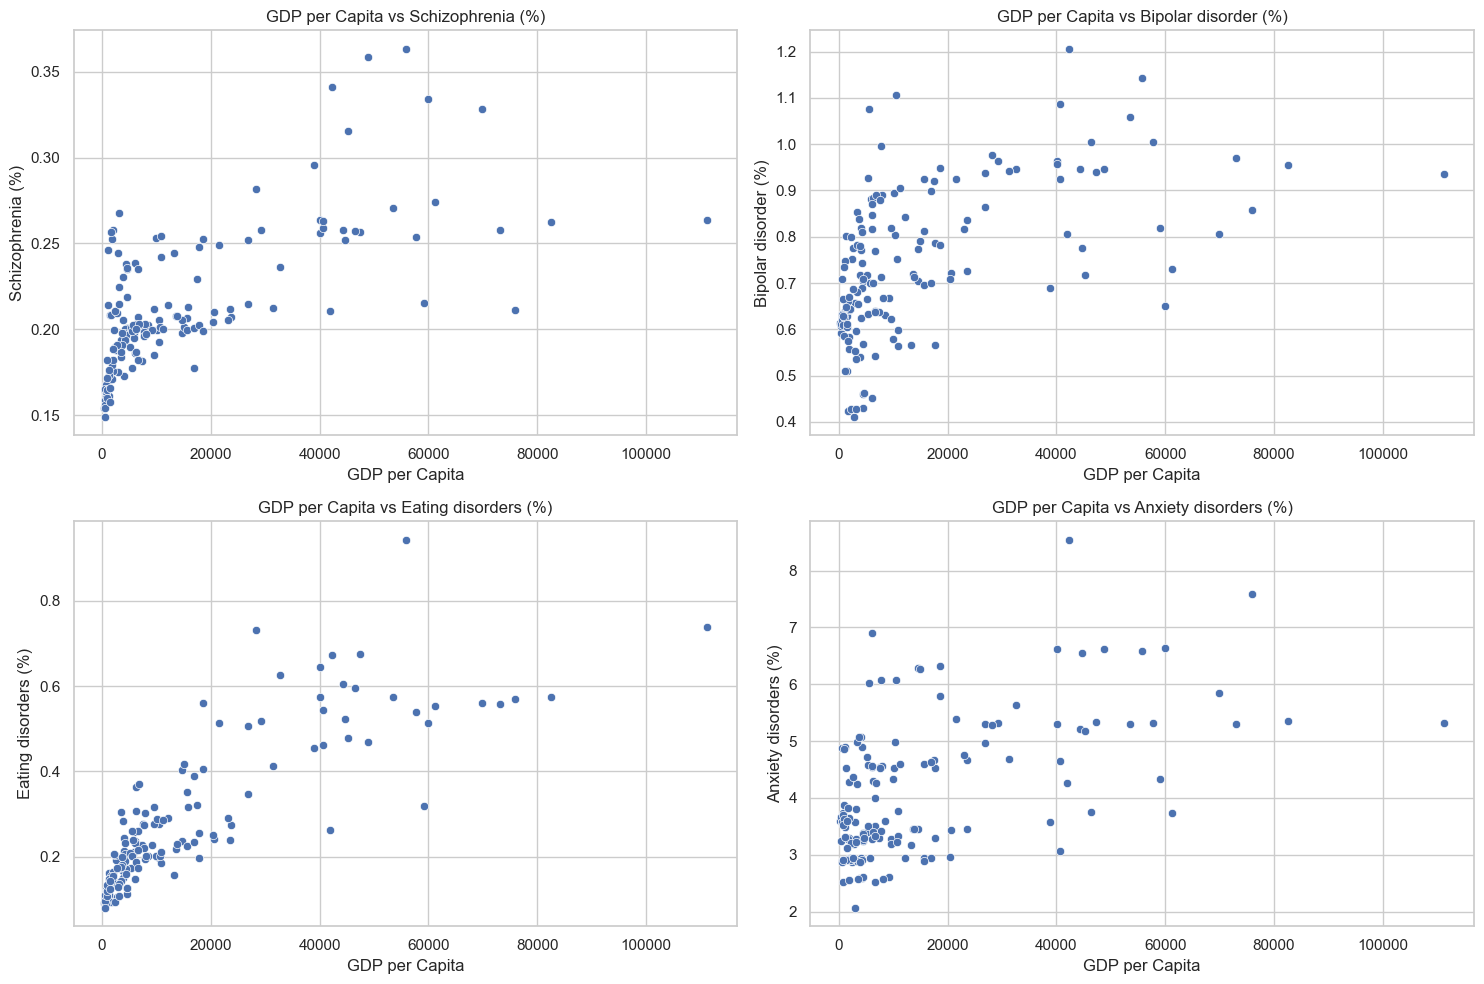 GDP per Capita vs Schizophrenia (%)
Schizophrenia (%)
0.35
0.30
0.25
0.20
0.15
0 20000 40000 60000 80000 100000
GDP per Capita
GDP per Capita vs Bipolar disorder (%)
Bipolar disorder (%)
1.2
1.1
1.0
0.9
0.8
0.7
0.6
0.5
0.4
0 20000 40000 60000 80000 100000
GDP per Capita
GDP per Capita vs Eating disorders (%)
Eating disorders (%)
0.8
0.6
0.4
0.2
0 20000 40000 60000 80000 100000
GDP per Capita
GDP per Capita vs Anxiety disorders (%)
Anxiety disorders (%)
8
7
6
5
4
3
2
0 20000 40000 60000 80000 100000
GDP per Capita